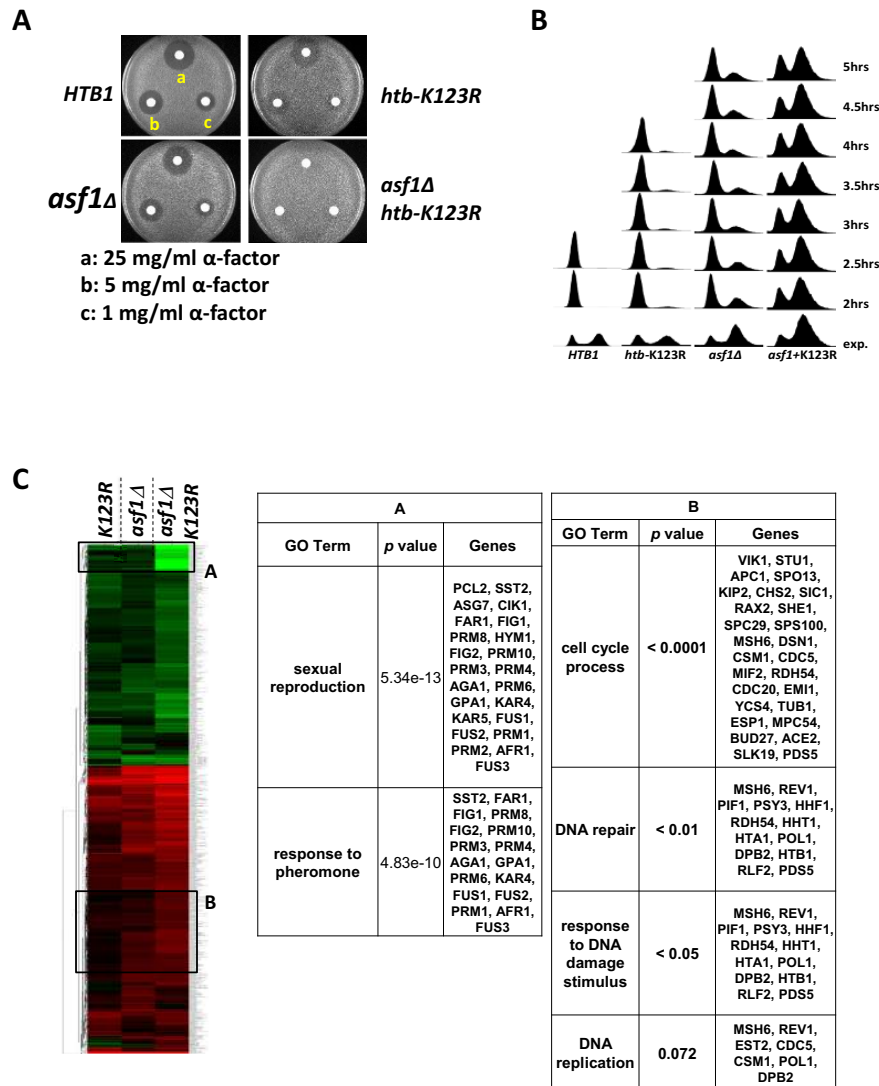 A
HTB1
a
b
c
htb-K123R
asf1Δ
asf1Δ
htb-K123R
a: 25 mg/ml α-factor
b: 5 mg/ml α-factor
c: 1 mg/ml α-factor
B
5hrs
4.5hrs
4hrs
3.5hrs
3hrs
2.5hrs
2hrs
exp.
HTB1
htb-K123R
asf1Δ
asf1+K123R
C
K123R
asf1Δ
asf1Δ
K123R
A
B
A
GO Term
p value
Genes
sexual
reproduction
5.34e-13
PCL2, SST2,
ASG7, CIK1,
FAR1, FIG1,
PRM8, HYM1,
FIG2, PRM10,
PRM3, PRM4,
AGA1, PRM6,
GPA1, KAR4,
KAR5, FUS1,
FUS2, PRM1,
PRM2, AFR1,
FUS3
response to
pheromone
4.83e-10
SST2, FAR1,
FIG1, PRM8,
FIG2, PRM10,
PRM3, PRM4,
AGA1, GPA1,
PRM6, KAR4,
FUS1, FUS2,
PRM1, AFR1,
FUS3
B
GO Term
p value
Genes
cell cycle
process
< 0.0001
VIK1, STU1,
APC1, SPO13,
KIP2, CHS2, SIC1,
RAX2, SHE1,
SPC29, SPS100,
MSH6, DSN1,
CSM1, CDC5,
MIF2, RDH54,
CDC20, EMI1,
YCS4, TUB1,
ESP1, MPC54,
BUD27, ACE2,
SLK19, PDS5
DNA repair
< 0.01
MSH6, REV1,
PIF1, PSY3, HHF1,
RDH54, HHT1,
HTA1, POL1,
DPB2, HTB1,
RLF2, PDS5
response
to DNA
damage
stimulus
< 0.05
MSH6, REV1,
PIF1, PSY3, HHF1,
RDH54, HHT1,
HTA1, POL1,
DPB2, HTB1,
RLF2, PDS5
DNA
replication
0.072
MSH6, REV1,
EST2, CDC5,
CSM1, POL1,
DPB2